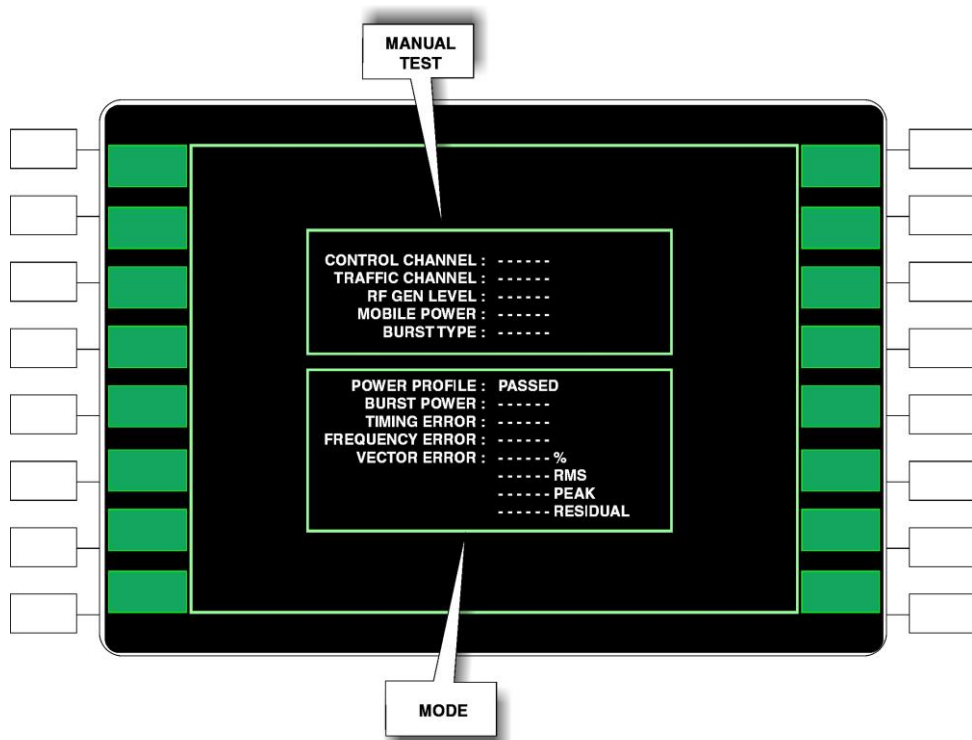 MANUAL
TEST
CONTROL CHANNEL : - - - - - -
TRAFFIC CHANNEL : - - - - - -
RF GEN LEVEL : - - - - - -
MOBILE POWER : - - - - - -
BURST TYPE : - - - - - -
POWER PROFILE : PASSED
BURST POWER : - - - - - -
TIMING ERROR : - - - - - -
FREQUENCY ERROR : - - - - - -
VECTOR ERROR : - - - - - - %
- - - - - - RMS
- - - - - - PEAK
- - - - - - RESIDUAL
MODE